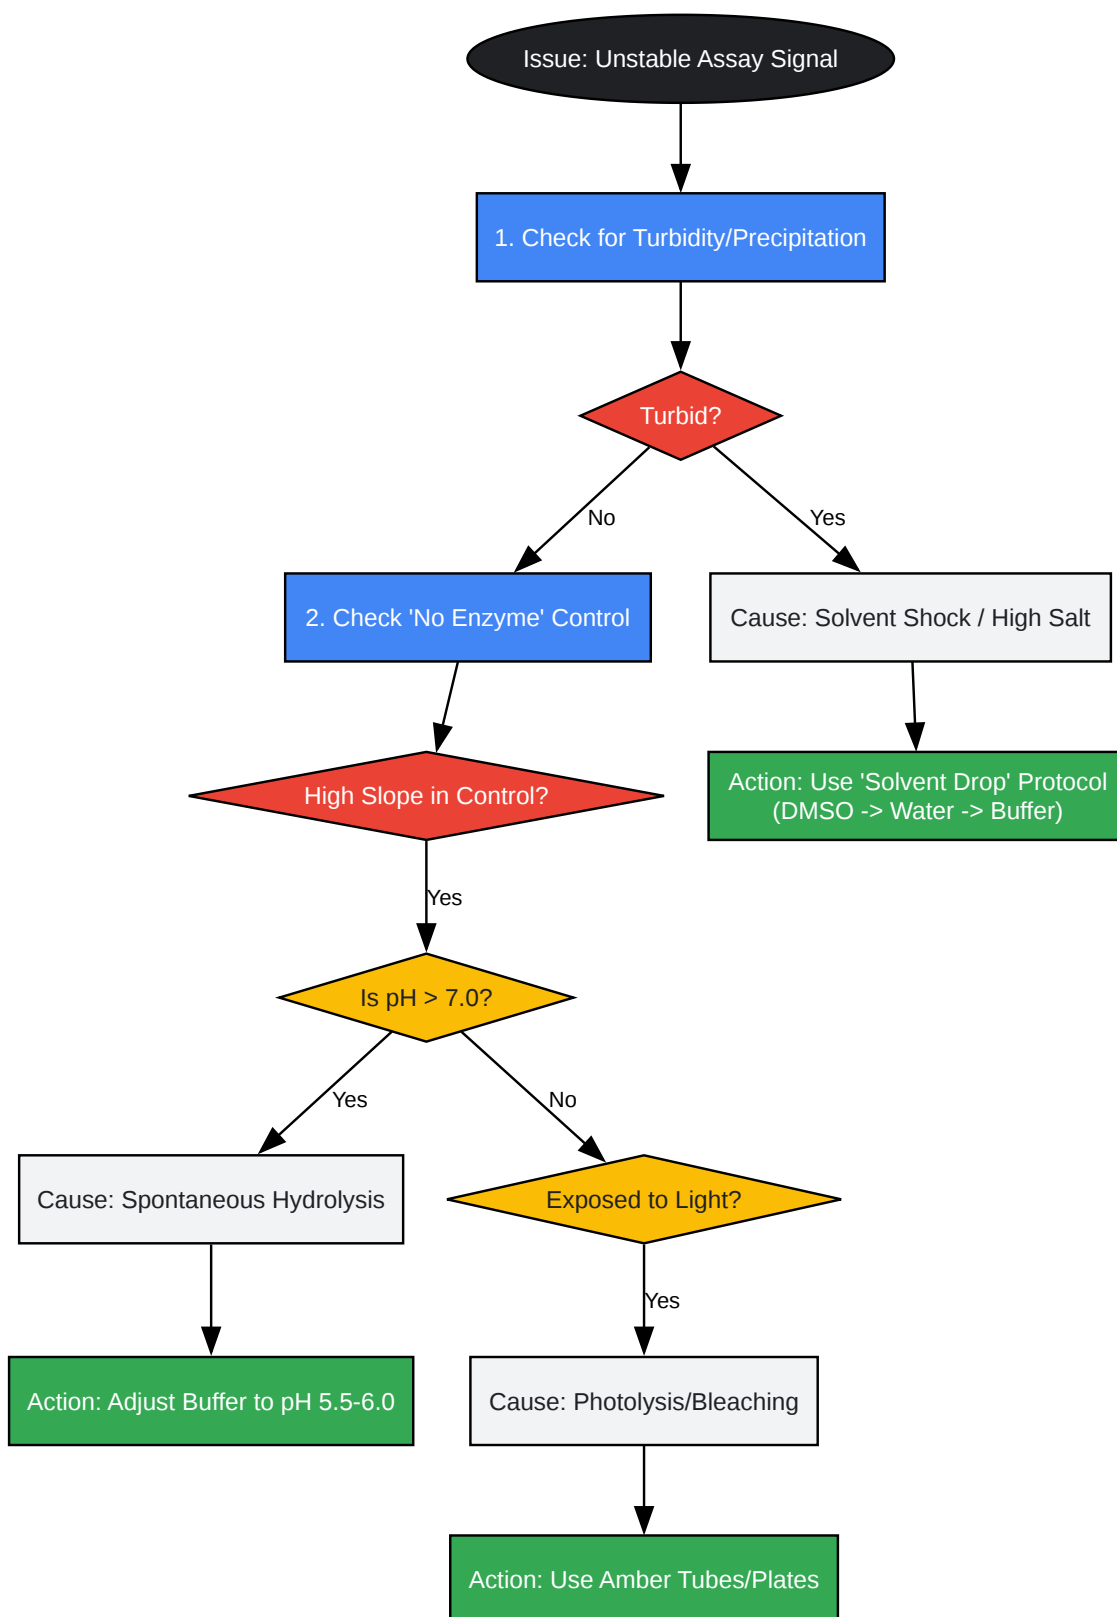 Issue: Unstable Assay Signal
1. Check for Turbidity/Precipitation
Turbid?
No
Yes
2. Check 'No Enzyme' Control
Cause: Solvent Shock / High Salt
High Slope in Control?
Action: Use 'Solvent Drop' Protocol
(DMSO -> Water -> Buffer)
Yes
Is pH > 7.0?
Yes
No
Cause: Spontaneous Hydrolysis
Exposed to Light?
Yes
Action: Adjust Buffer to pH 5.5-6.0
Cause: Photolysis/Bleaching
Action: Use Amber Tubes/Plates